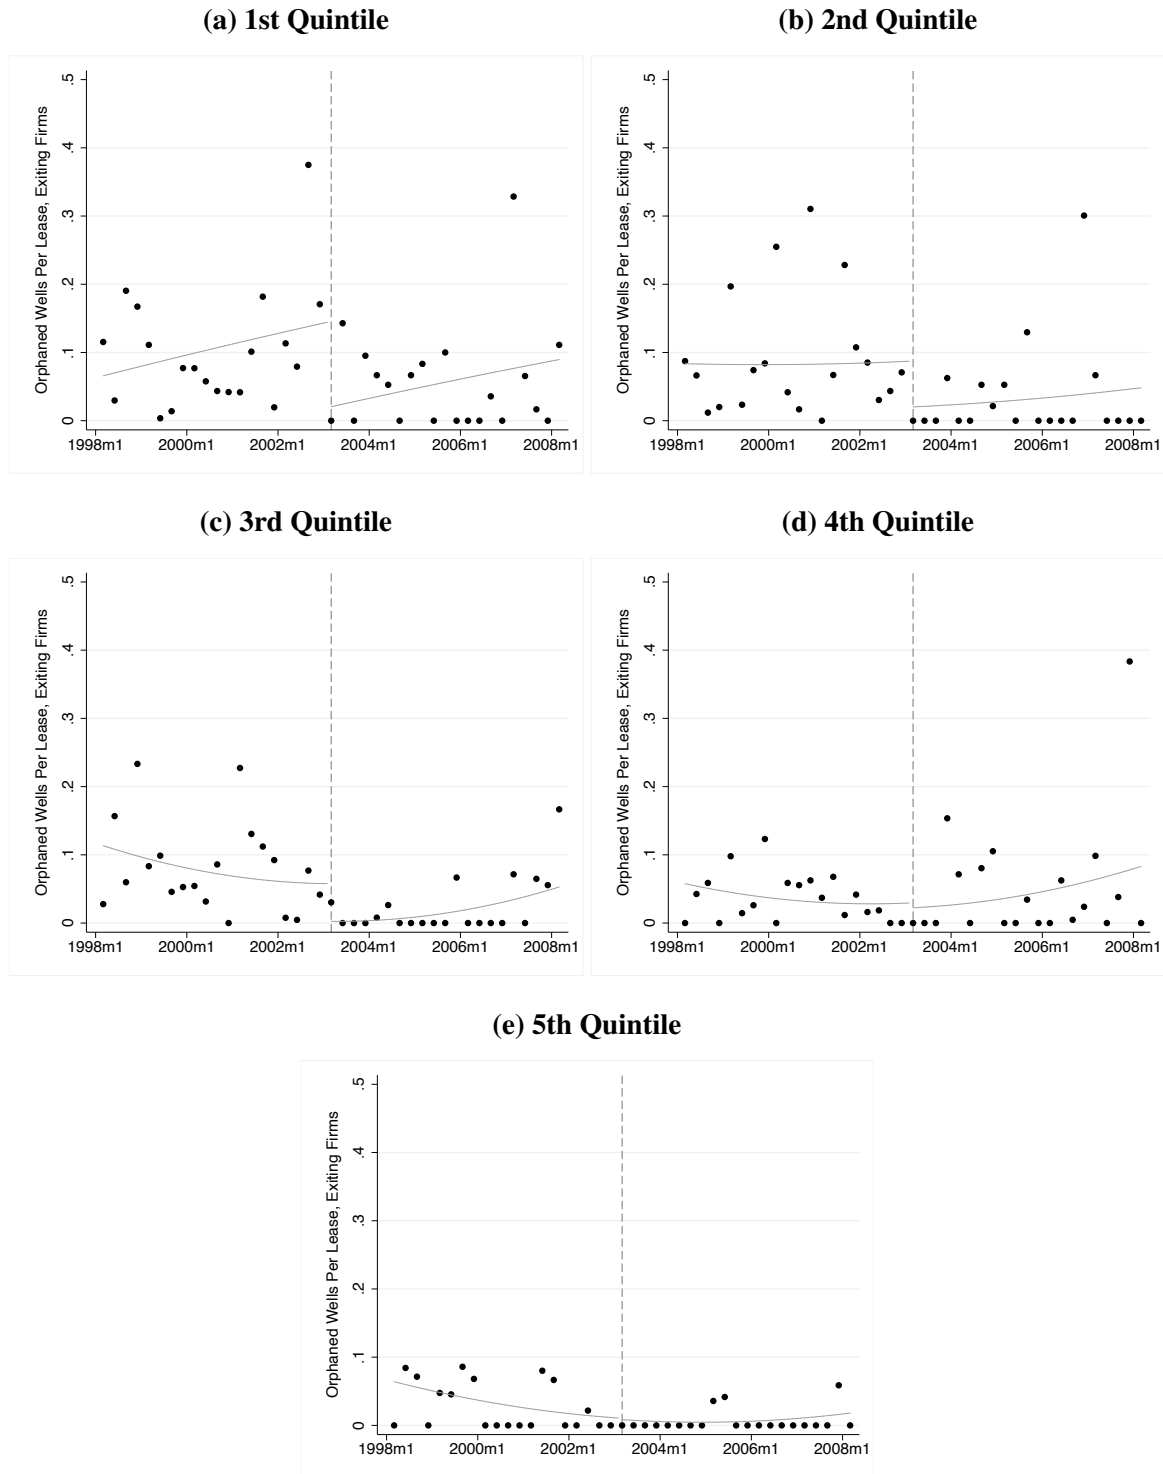 (a) 1st Quintile
Orphaned Wells Per Lease, Exiting Firms
.5
.4
.3
.2
.1
0
1998m1 2000m1 2002m1 2004m1 2006m1 2008m1
(b) 2nd Quintile
Orphaned Wells Per Lease, Exiting Firms
.5
.4
.3
.2
.1
0
1998m1 2000m1 2002m1 2004m1 2006m1 2008m1
(c) 3rd Quintile
Orphaned Wells Per Lease, Exiting Firms
.5
.4
.3
.2
.1
0
1998m1 2000m1 2002m1 2004m1 2006m1 2008m1
(d) 4th Quintile
Orphaned Wells Per Lease, Exiting Firms
.5
.4
.3
.2
.1
0
1998m1 2000m1 2002m1 2004m1 2006m1 2008m1
(e) 5th Quintile
Orphaned Wells Per Lease, Exiting Firms
.5
.4
.3
.2
.1
0
1998m1 2000m1 2002m1 2004m1 2006m1 2008m1